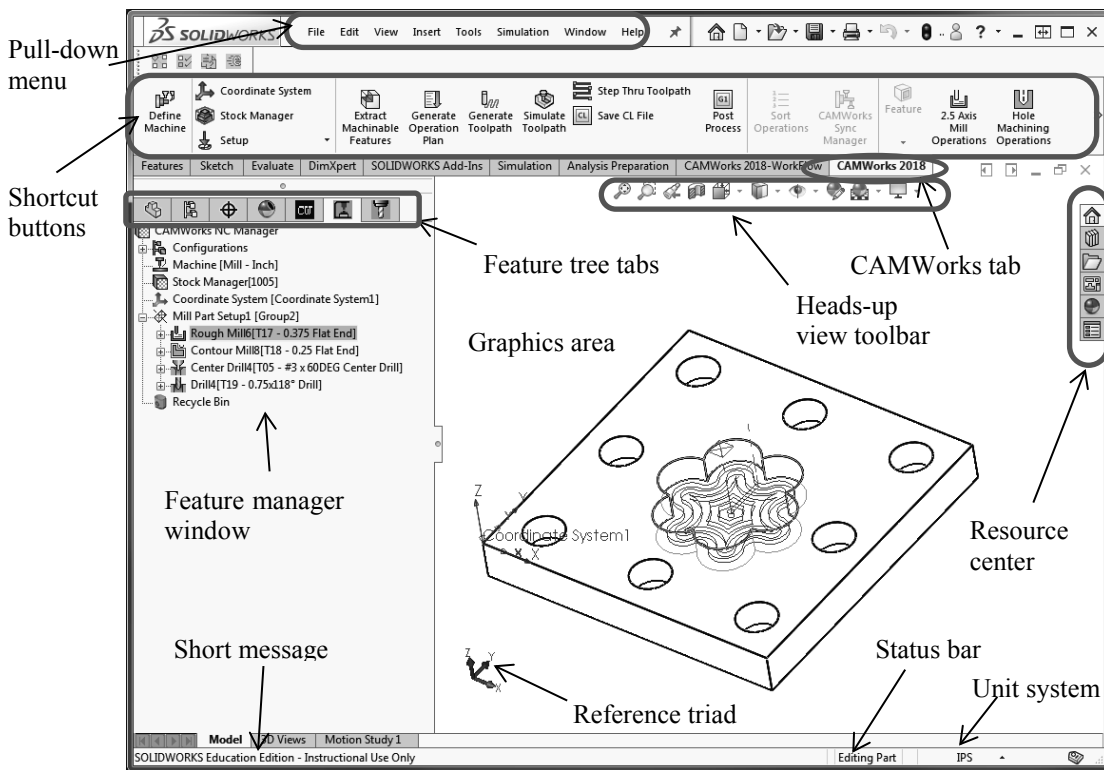 Pull-down
menu
SOLIDWORKS File Edit View Insert Tools Simulation Window Help
Define
Machine
Coordinate System
Stock Manager
Setup
Extract
Machinable
Features
Generate
Operation
Plan
Generate
Toolpath
Simulate
Toolpath
Step Thru Toolpath
CL Save CL File
G1
Post
Process
Sort
Operations
CAMWorks
Sync
Manager
Feature
2.5 Axis
Mill
Operations
Hole
Machining
Operations
Shortcut
buttons
Features Sketch Evaluate DimXpert SOLIDWORKS Add-Ins Simulation Analysis Preparation CAMWorks 2018-WorkFlow CAMWorks 2018
CAMWorks NC Manager
Configurations
Machine [Mill - Inch]
Stock Manager[1005]
Coordinate System [Coordinate System1]
Mill Part Setup1 [Group2]
Rough Mill6[T17 - 0.375 Flat End]
Contour Mill8[T18 - 0.25 Flat End]
Center Drill4[T05 - #3 x 60DEG Center Drill]
Drill4[T19 - 0.75x118° Drill]
Recycle Bin
Feature tree tabs
CAMWorks tab
Heads-up
view toolbar
Graphics area
Feature manager
window
Z
Y
Y
Coordinate System1
X
X
Resource
center
Short message
Status bar
Unit system
Z
Y
X
Reference triad
Model 3D Views Motion Study 1
SOLIDWORKS Education Edition - Instructional Use Only Editing Part IPS